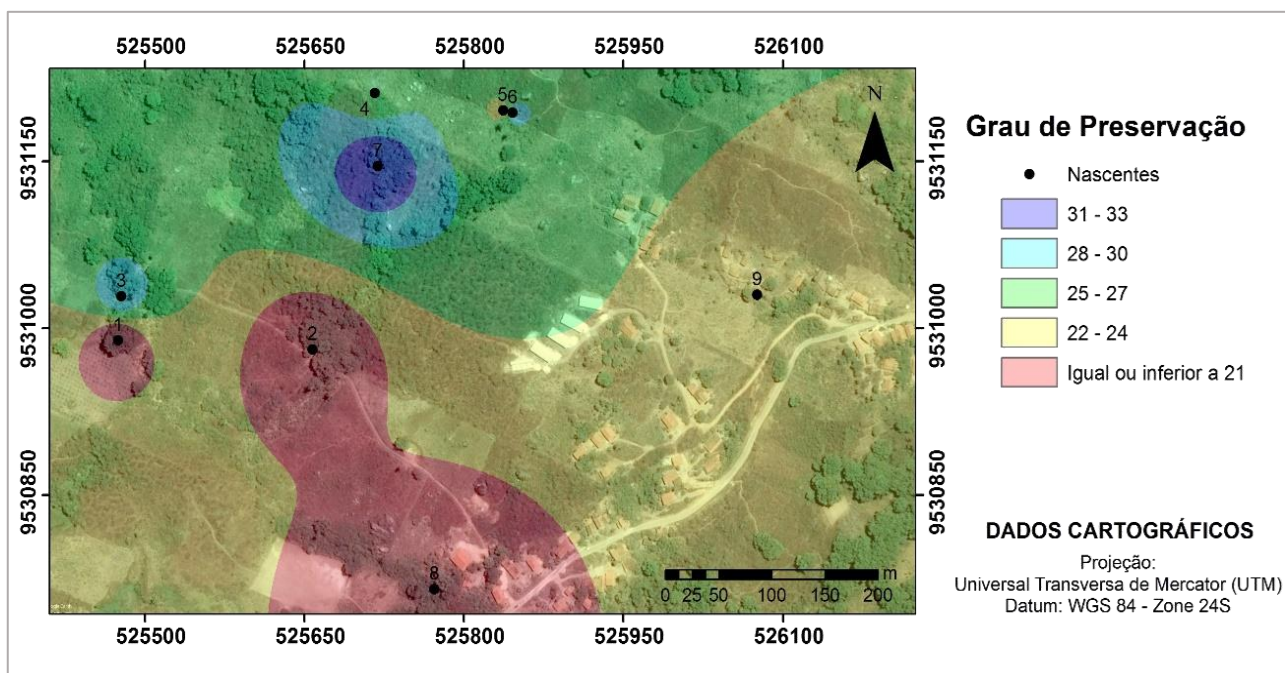 525500 525650 525800 525950 526100
9531150 9531000 9530850
4
5 6
7
3
1
2
9
8
N
9531150 9531000 9530850
m
0 25 50 100 150 200
525500 525650 525800 525950 526100
Grau de Preservação
Nascentes
31 - 33
28 - 30
25 - 27
22 - 24
Igual ou inferior a 21
DADOS CARTOGRÁFICOS
Projeção:
Universal Transversa de Mercator (UTM)
Datum: WGS 84 - Zone 24S